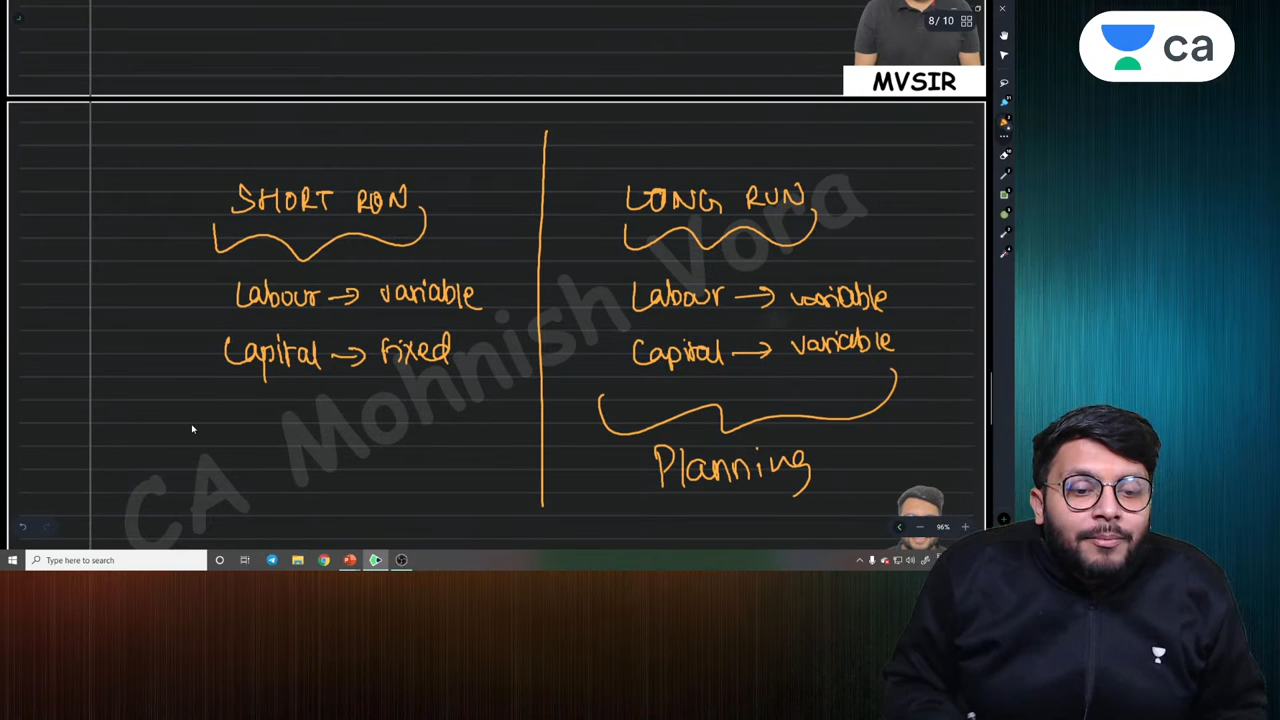 8/10
ca
MVSIR
SHORT RUN
Labour → variable
Capital → Fixed
LONG RUN
Labour → variable
Capital → variable
Planning
CA Mohnish Vora
96%
Type here to search